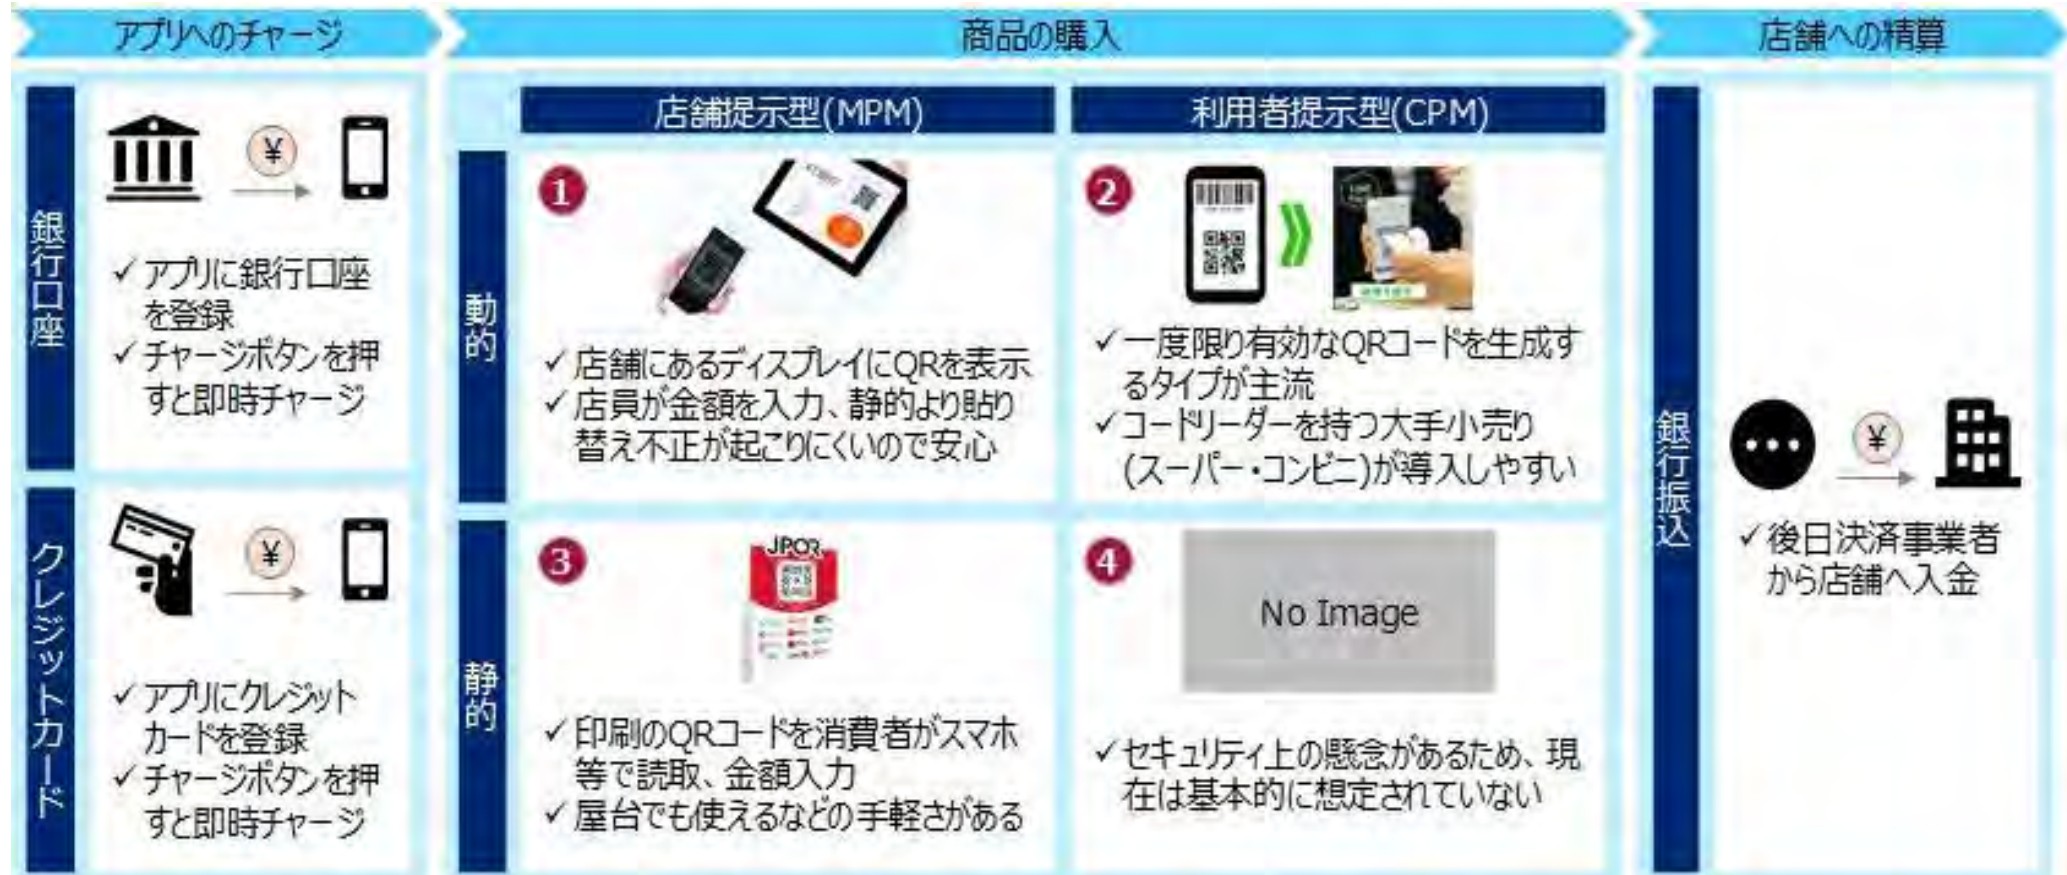 アプリへのチャージ
商品の購入
店舗への精算
銀行口座
¥
✓アプリに銀行口座
を登録
✓チャージボタンを押
すと即時チャージ
クレジットカード
¥
✓アプリにクレジット
カードを登録
✓チャージボタンを押
すと即時チャージ
店舗提示型(MPM)
利用者提示型(CPM)
動的
1
✓店舗にあるディスプレイにQRを表示
✓店員が金額を入力、静的より貼り
替え不正が起こりにくいので安心
2
✓一度限り有効なQRコードを生成す
るタイプが主流
✓コードリーダーを持つ大手小売り
(スーパー・コンビニ)が導入しやすい
静的
3
JPQR
✓印刷のQRコードを消費者がスマホ
等で読取、金額入力
✓屋台でも使えるなどの手軽さがある
4
No Image
✓セキュリティ上の懸念があるため、現
在は基本的に想定されていない
銀行振込
¥
✓後日決済事業者
から店舗へ入金